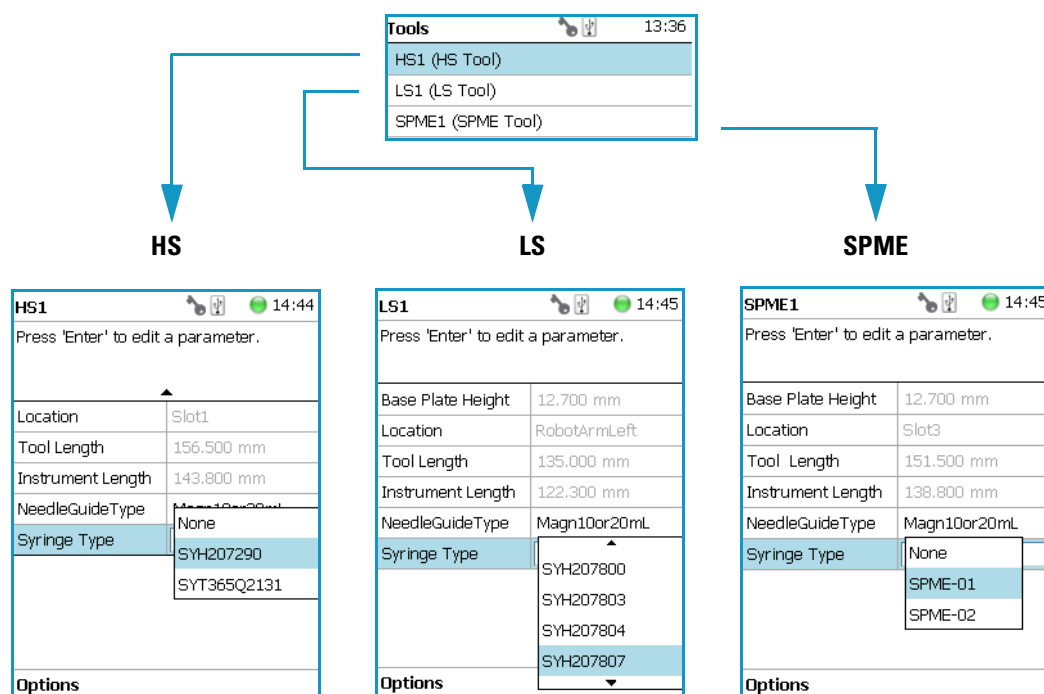 Tools 13:36
HS1 (HS Tool)
LS1 (LS Tool)
SPME1 (SPME Tool)
HS
LS
SPME
HS1 14:44
Press 'Enter' to edit a parameter.
Location Slot1
Tool Length 156.500 mm
Instrument Length 143.800 mm
NeedleGuideType
Syringe Type
None
SYH207290
SYT365Q2131
Options
LS1 14:45
Press 'Enter' to edit a parameter.
Base Plate Height 12.700 mm
Location RobotArmLeft
Tool Length 135.000 mm
Instrument Length 122.300 mm
NeedleGuideType Magn10or20mL
Syringe Type
SYH207800
SYH207803
SYH207804
SYH207807
Options
SPME1 14:45
Press 'Enter' to edit a parameter.
Base Plate Height 12.700 mm
Location Slot3
Tool Length 151.500 mm
Instrument Length 138.800 mm
NeedleGuideType Magn10or20mL
Syringe Type
None
SPME-01
SPME-02
Options